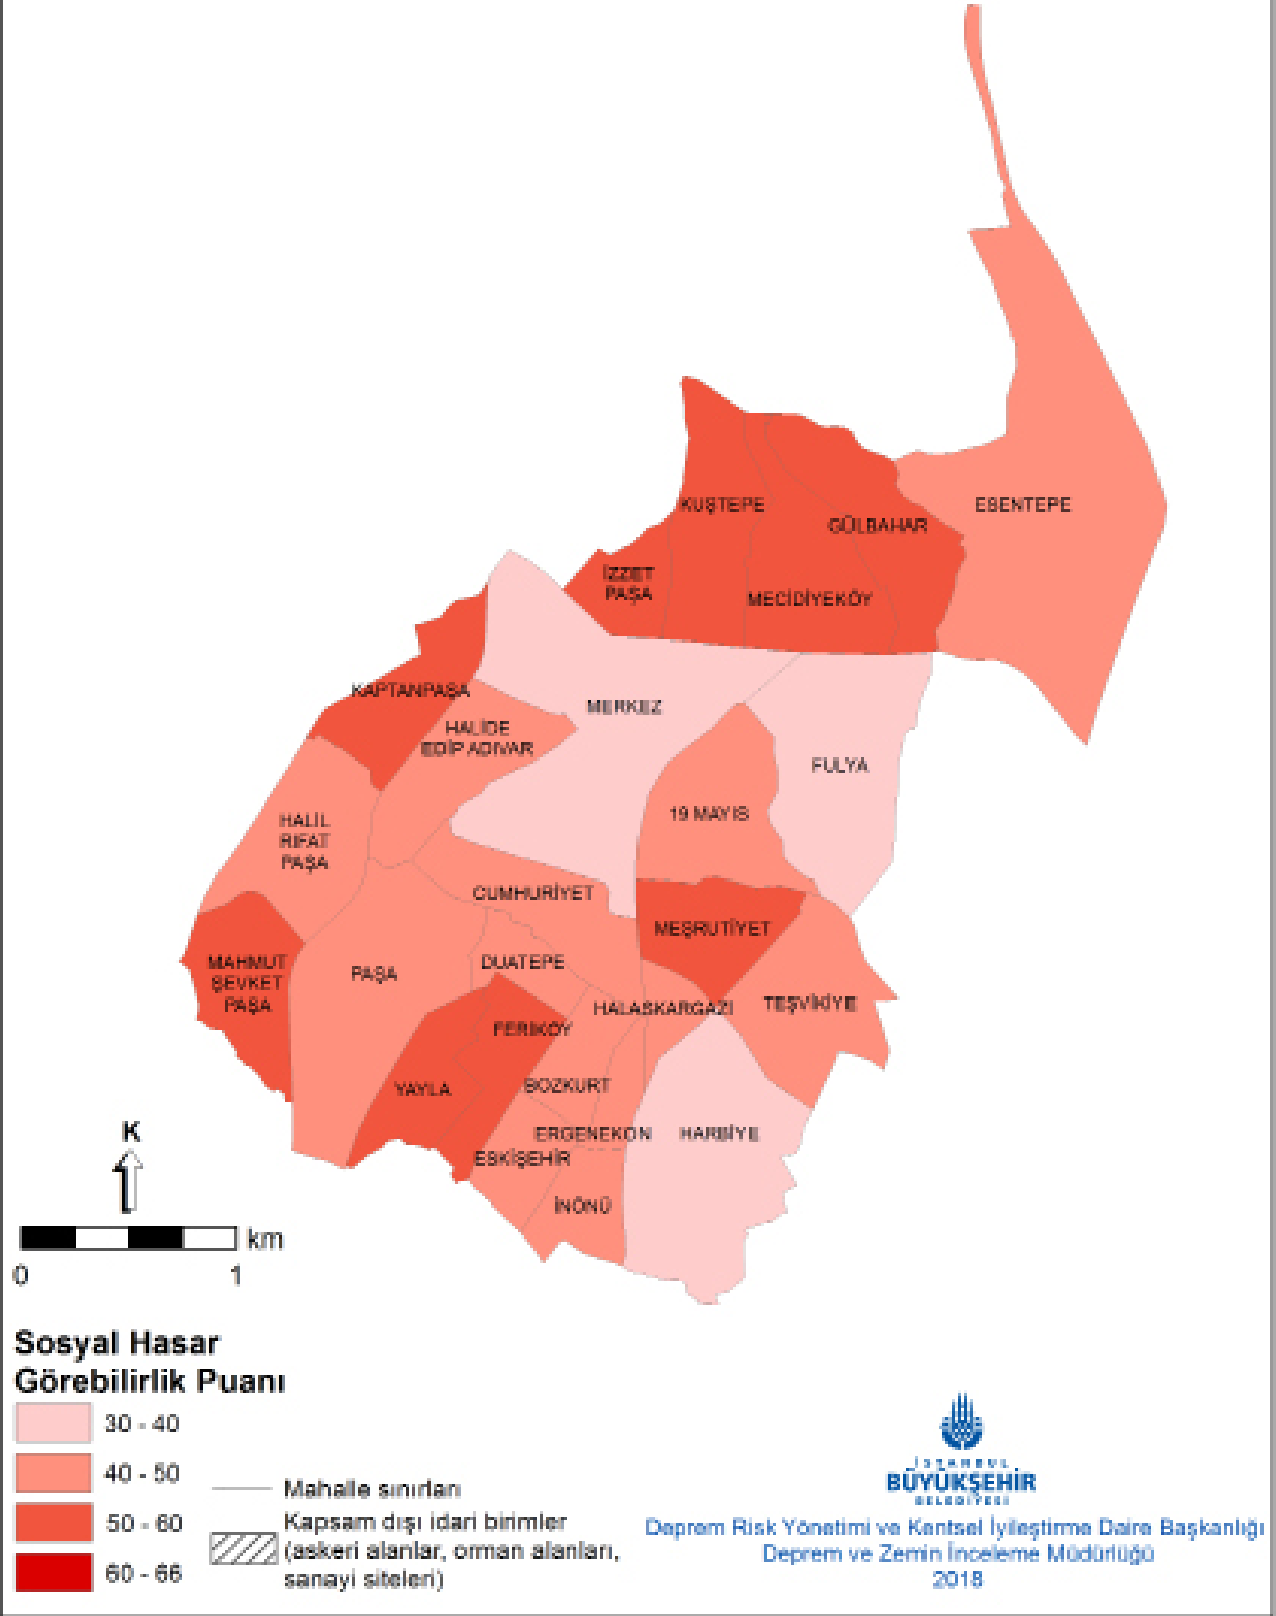 KUŞTEPE
ESENTEPE
GÜLBAHAR
İZZET
PAŞA
MECİDİYEKÖY
KAPTANPAŞA
MERKEZ
HALİDE
EDİP ADIVAR
FULYA
19 MAYIS
HALİL
RIFAT
PAŞA
CUMHURİYET
MEŞRUTİYET
MAHMUT
ŞEVKET
PAŞA
PAŞA
DUATEPE
HALASKARGAZİ
TEŞVİKİYE
FERİKÖY
YAYLA
BOZKURT
ERGENEKON
HARBİYE
ESKİŞEHİR
İNÖNÜ
K
km
0 1
Sosyal Hasar
Görebilirlik Puanı
30 - 40
40 - 50
50 - 60
60 - 66
Mahalle sınırları
Kapsam dışı idari birimler
(askeri alanlar, orman alanları,
sanayi siteleri)
İSTANBUL
BÜYÜKŞEHİR
BELEDİYESİ
Deprem Risk Yönetimi ve Kentsel İyileştirme Daire Başkanlığı
Deprem ve Zemin İnceleme Müdürlüğü
2018